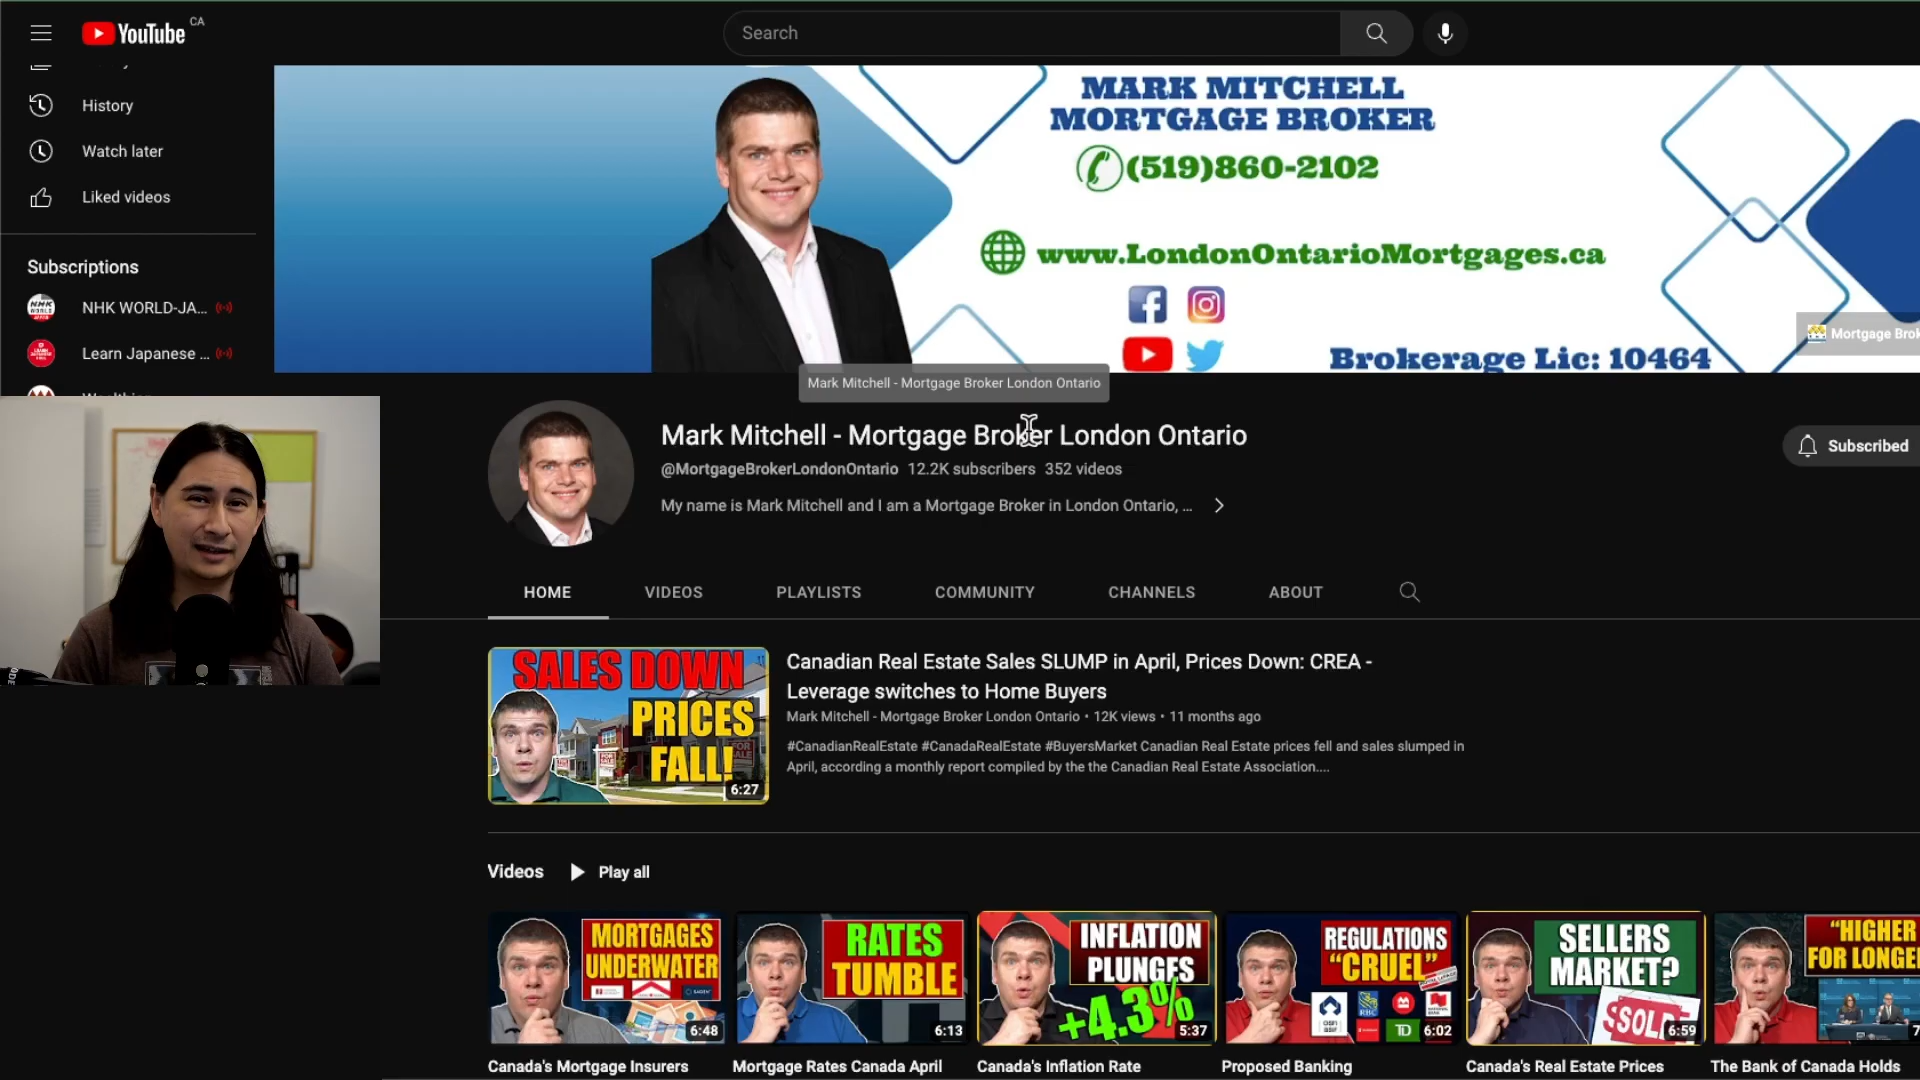 YouTube CA
Search
History
Watch later
Liked videos
Subscriptions
NHK WORLD-JA...
Learn Japanese ...
MARK MITCHELL
MORTGAGE BROKER
(519)860-2102
www.LondonOntarioMortgages.ca
Brokerage Lic: 10464
Mortgage Brok
Mark Mitchell - Mortgage Broker London Ontario
Mark Mitchell - Mortgage Broker London Ontario
@MortgageBrokerLondonOntario 12.2K subscribers 352 videos
My name is Mark Mitchell and I am a Mortgage Broker in London Ontario, ...
Subscribed
HOME VIDEOS PLAYLISTS COMMUNITY CHANNELS ABOUT
SALES DOWN
PRICES
FALL!
FOR
SALE
6:27
Canadian Real Estate Sales SLUMP in April, Prices Down: CREA -
Leverage switches to Home Buyers
Mark Mitchell - Mortgage Broker London Ontario • 12K views • 11 months ago
#CanadianRealEstate #CanadaRealEstate #BuyersMarket Canadian Real Estate prices fell and sales slumped in
April, according a monthly report compiled by the the Canadian Real Estate Association....
Videos Play all
MORTGAGES
UNDERWATER
6:48
RATES
TUMBLE
6:13
INFLATION
PLUNGES
+4.3%
5:37
REGULATIONS
"CRUEL"
RBC
TD
6:02
SELLERS
MARKET?
SOLD
6:59
"HIGHER
FOR LONGE
7
Canada's Mortgage Insurers
Mortgage Rates Canada April
Canada's Inflation Rate
Proposed Banking
Canada's Real Estate Prices
The Bank of Canada Holds